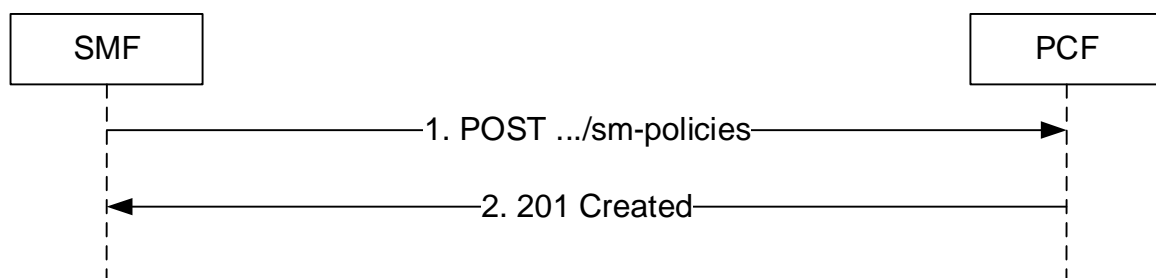 SMF
PCF
1. POST .../sm-policies
2. 201 Created